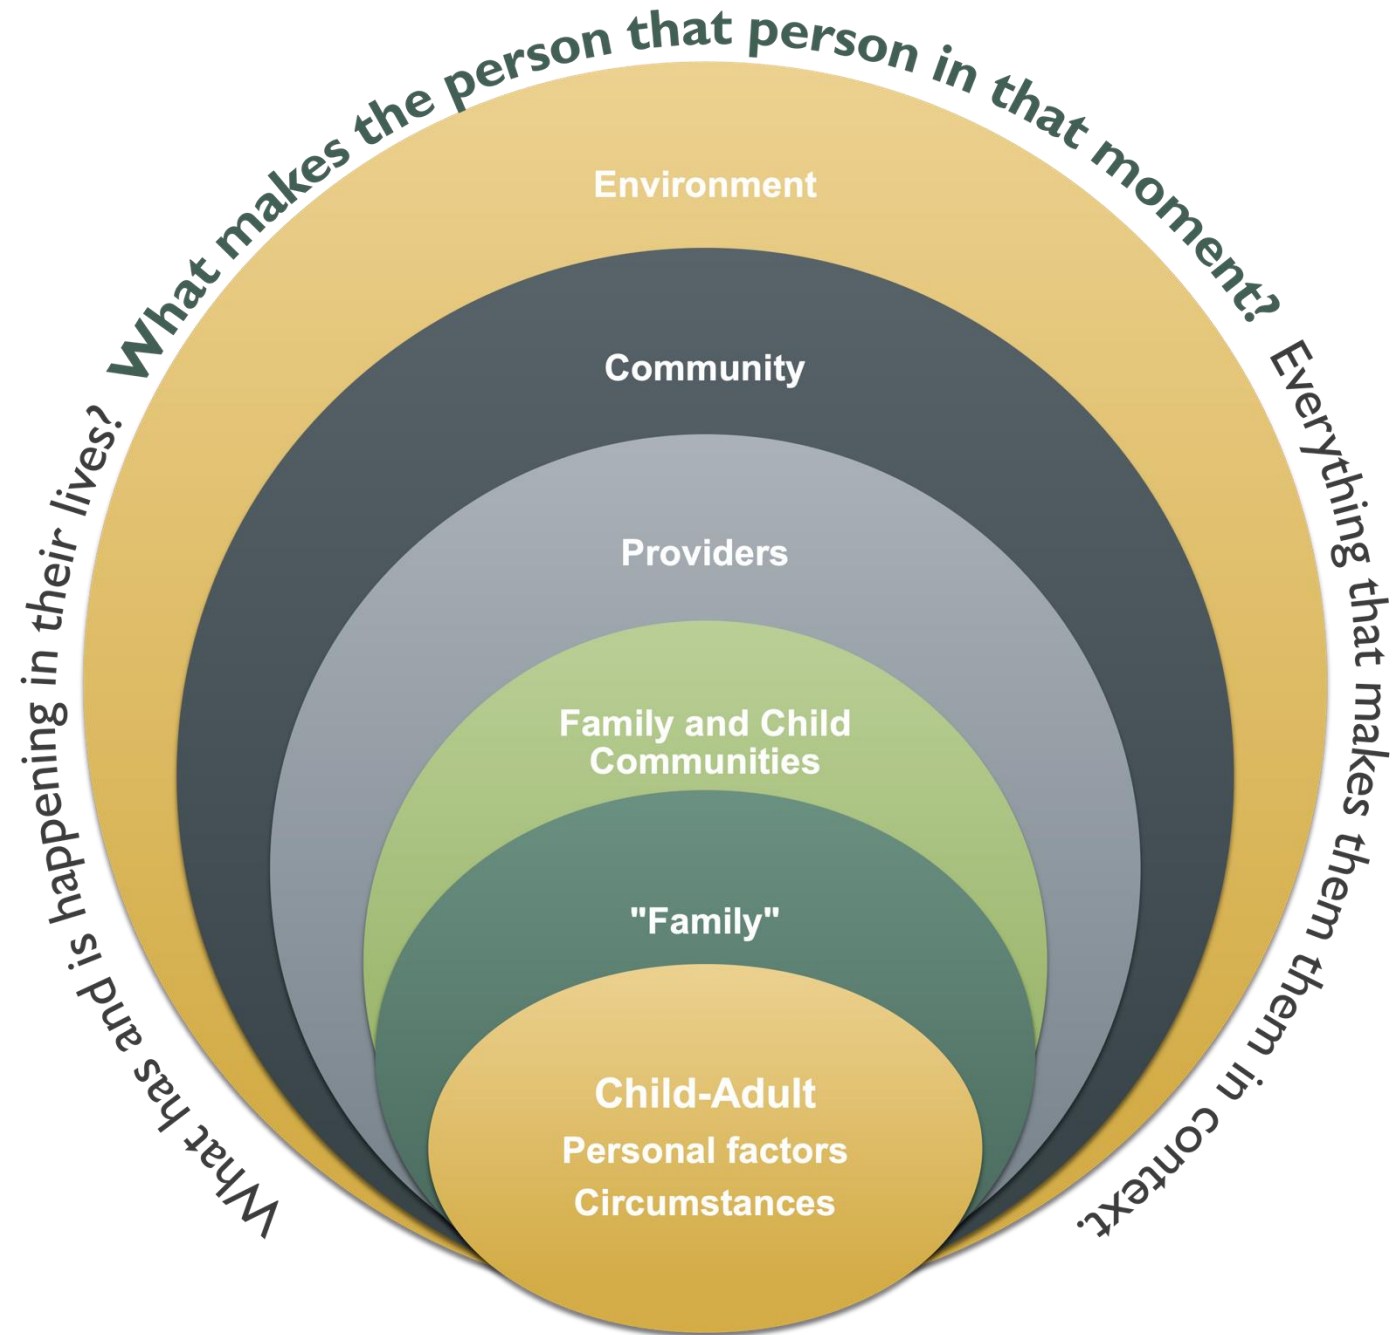 What has and is happening in their lives?
What makes the person that person in that moment?
Everything that makes them them in context.
Environment
Community
Providers
Family and Child
Communities
"Family"
Child-Adult
Personal factors
Circumstances